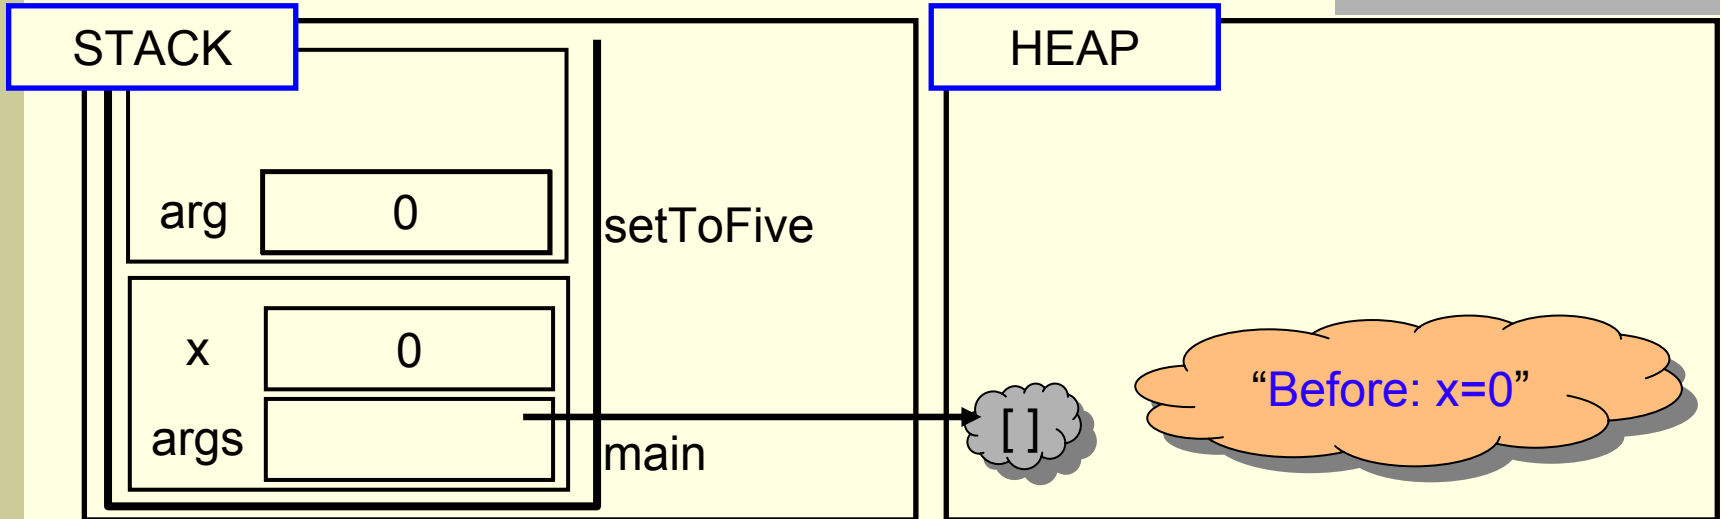 STACK
HEAP
arg 0 setToFive
x 0
“Before: x=0”
args main [ ]